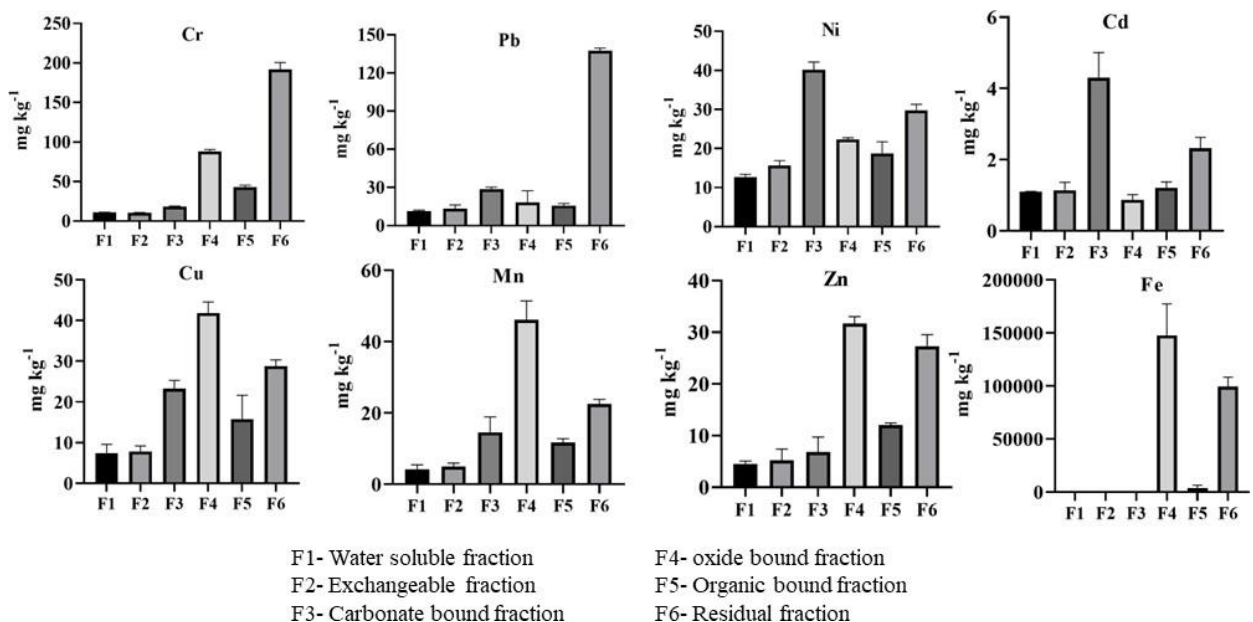 Cr
mg kg⁻¹
250
200
150
100
50
0
F1 F2 F3 F4 F5 F6
Pb
mg kg⁻¹
150
120
90
60
30
0
F1 F2 F3 F4 F5 F6
Ni
mg kg⁻¹
50
40
30
20
10
0
F1 F2 F3 F4 F5 F6
Cd
mg kg⁻¹
6
4
2
0
F1 F2 F3 F4 F5 F6
Cu
mg kg⁻¹
50
40
30
20
10
0
F1 F2 F3 F4 F5 F6
Mn
mg kg⁻¹
60
40
20
0
F1 F2 F3 F4 F5 F6
Zn
mg kg⁻¹
40
30
20
10
0
F1 F2 F3 F4 F5 F6
Fe
mg kg⁻¹
200000
150000
100000
50000
0
F1 F2 F3 F4 F5 F6
F1- Water soluble fraction
F2- Exchangeable fraction
F3- Carbonate bound fraction
F4- oxide bound fraction
F5- Organic bound fraction
F6- Residual fraction